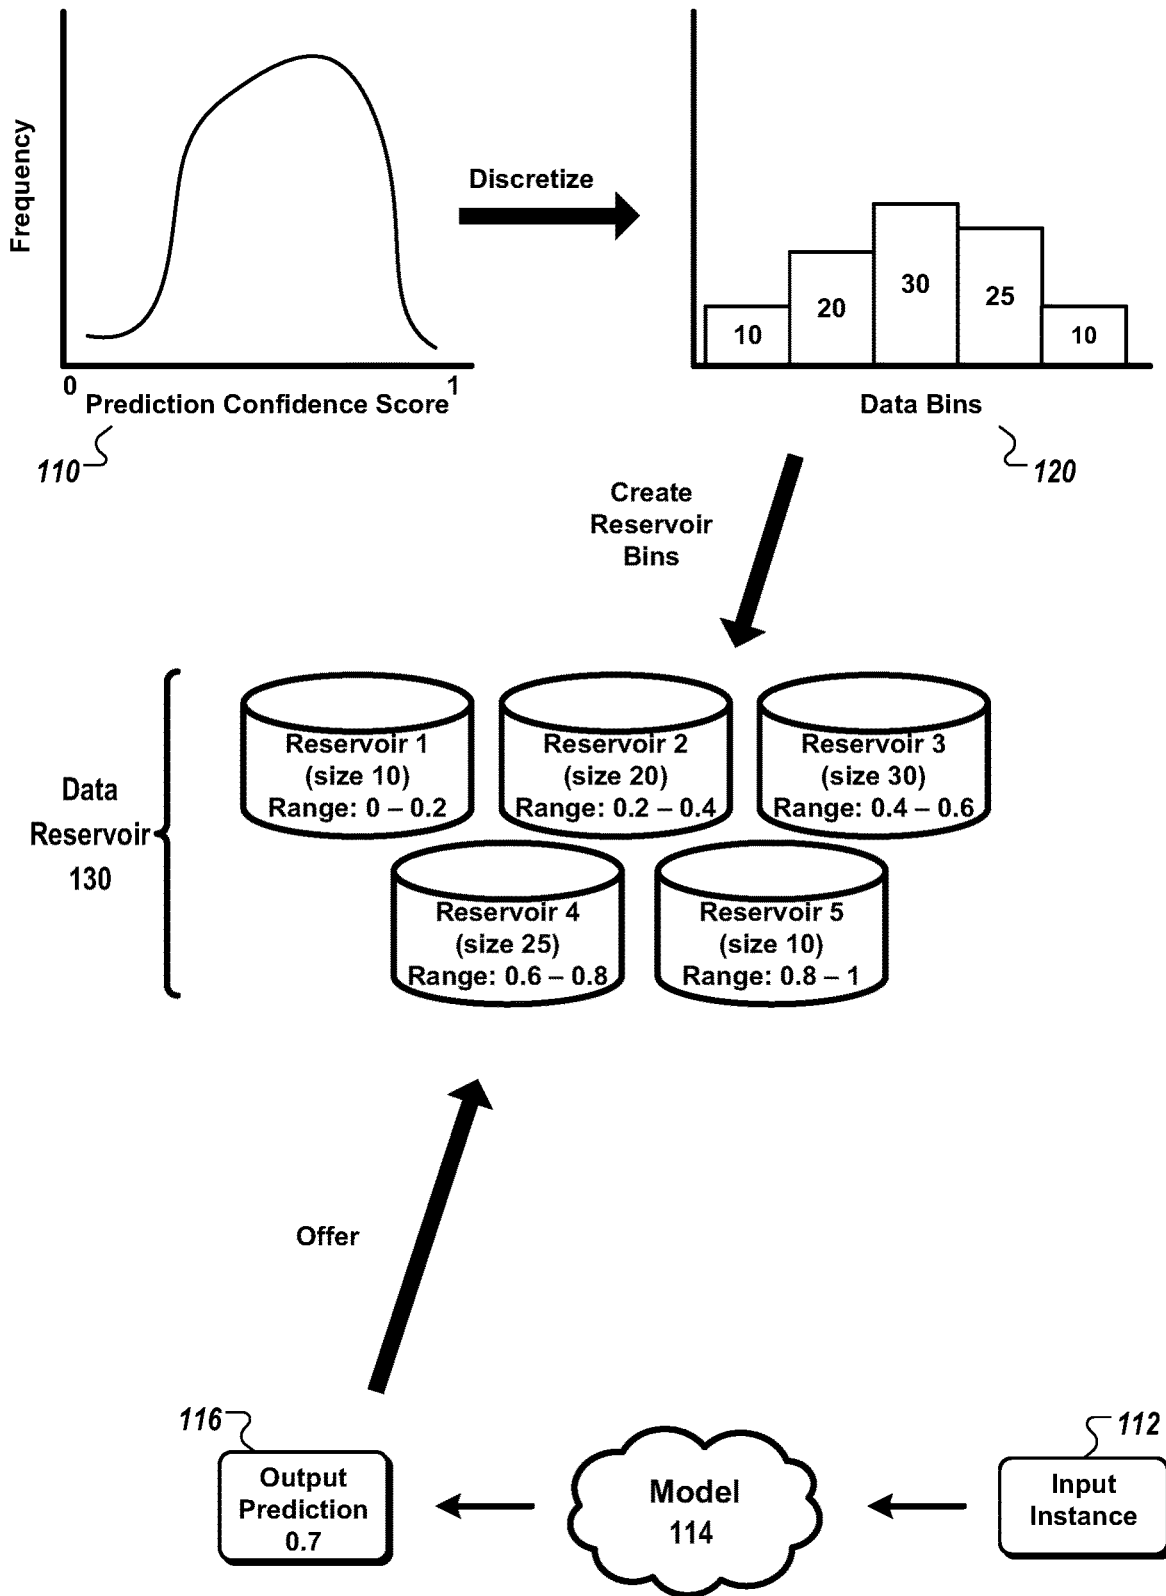 Frequency
0
1
Prediction Confidence Score
110
Discretize
10
20
30
25
10
Data Bins
120
Create
Reservoir
Bins
Data
Reservoir
130
Reservoir 1
(size 10)
Range: 0 – 0.2
Reservoir 2
(size 20)
Range: 0.2 – 0.4
Reservoir 3
(size 30)
Range: 0.4 – 0.6
Reservoir 4
(size 25)
Range: 0.6 – 0.8
Reservoir 5
(size 10)
Range: 0.8 – 1
Offer
116
Output
Prediction
0.7
Model
114
112
Input
Instance